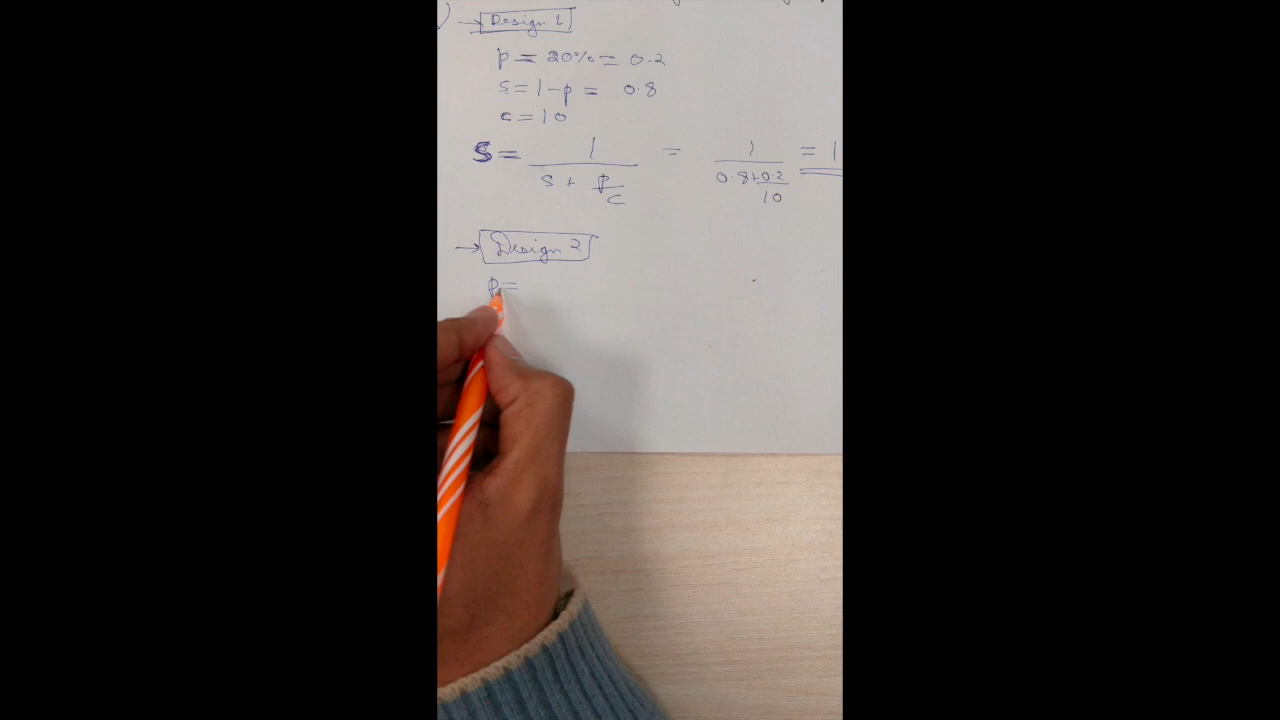 → Design 1
p = 20% = 0.2
s = 1-p = 0.8
c = 10
S = 1 / (s + p/c) = 1 / (0.8+0.2/10) = 1
→ Design 2
p =